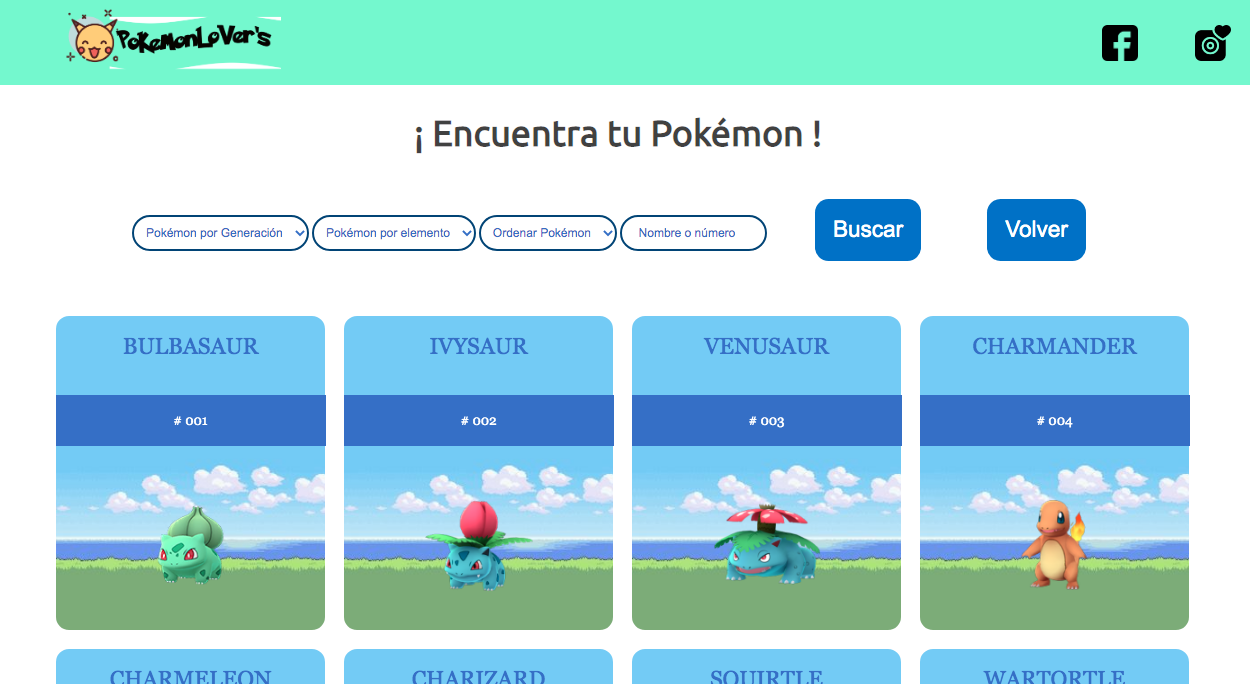 PoKeMonLoVer's
¡ Encuentra tu Pokémon !
Pokémon por Generación
Pokémon por elemento
Ordenar Pokémon
Nombre o número
Buscar
Volver
BULBASAUR
IVYSAUR
VENUSAUR
CHARMANDER
# 001
# 002
# 003
# 004
CHARMELEON
CHARIZARD
SQUIRTLE
WARTORTLE